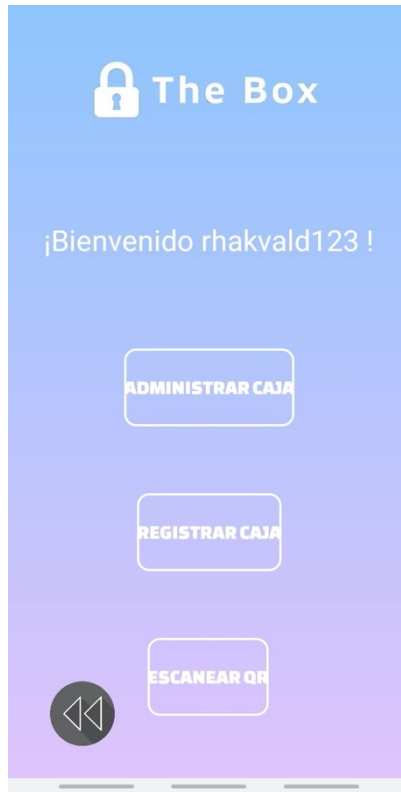 The Box
¡Bienvenido rhakvald123 !
ADMINISTRAR CAJA
REGISTRAR CAJA
ESCANEAR QR